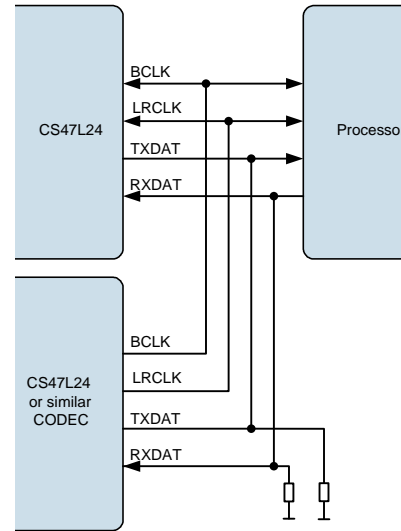 BCLK
LRCLK
CS47L24
Processo
TXDAT
RXDAT
BCLK
CS47L24
or similar
CODEC
LRCLK
TXDAT
RXDAT